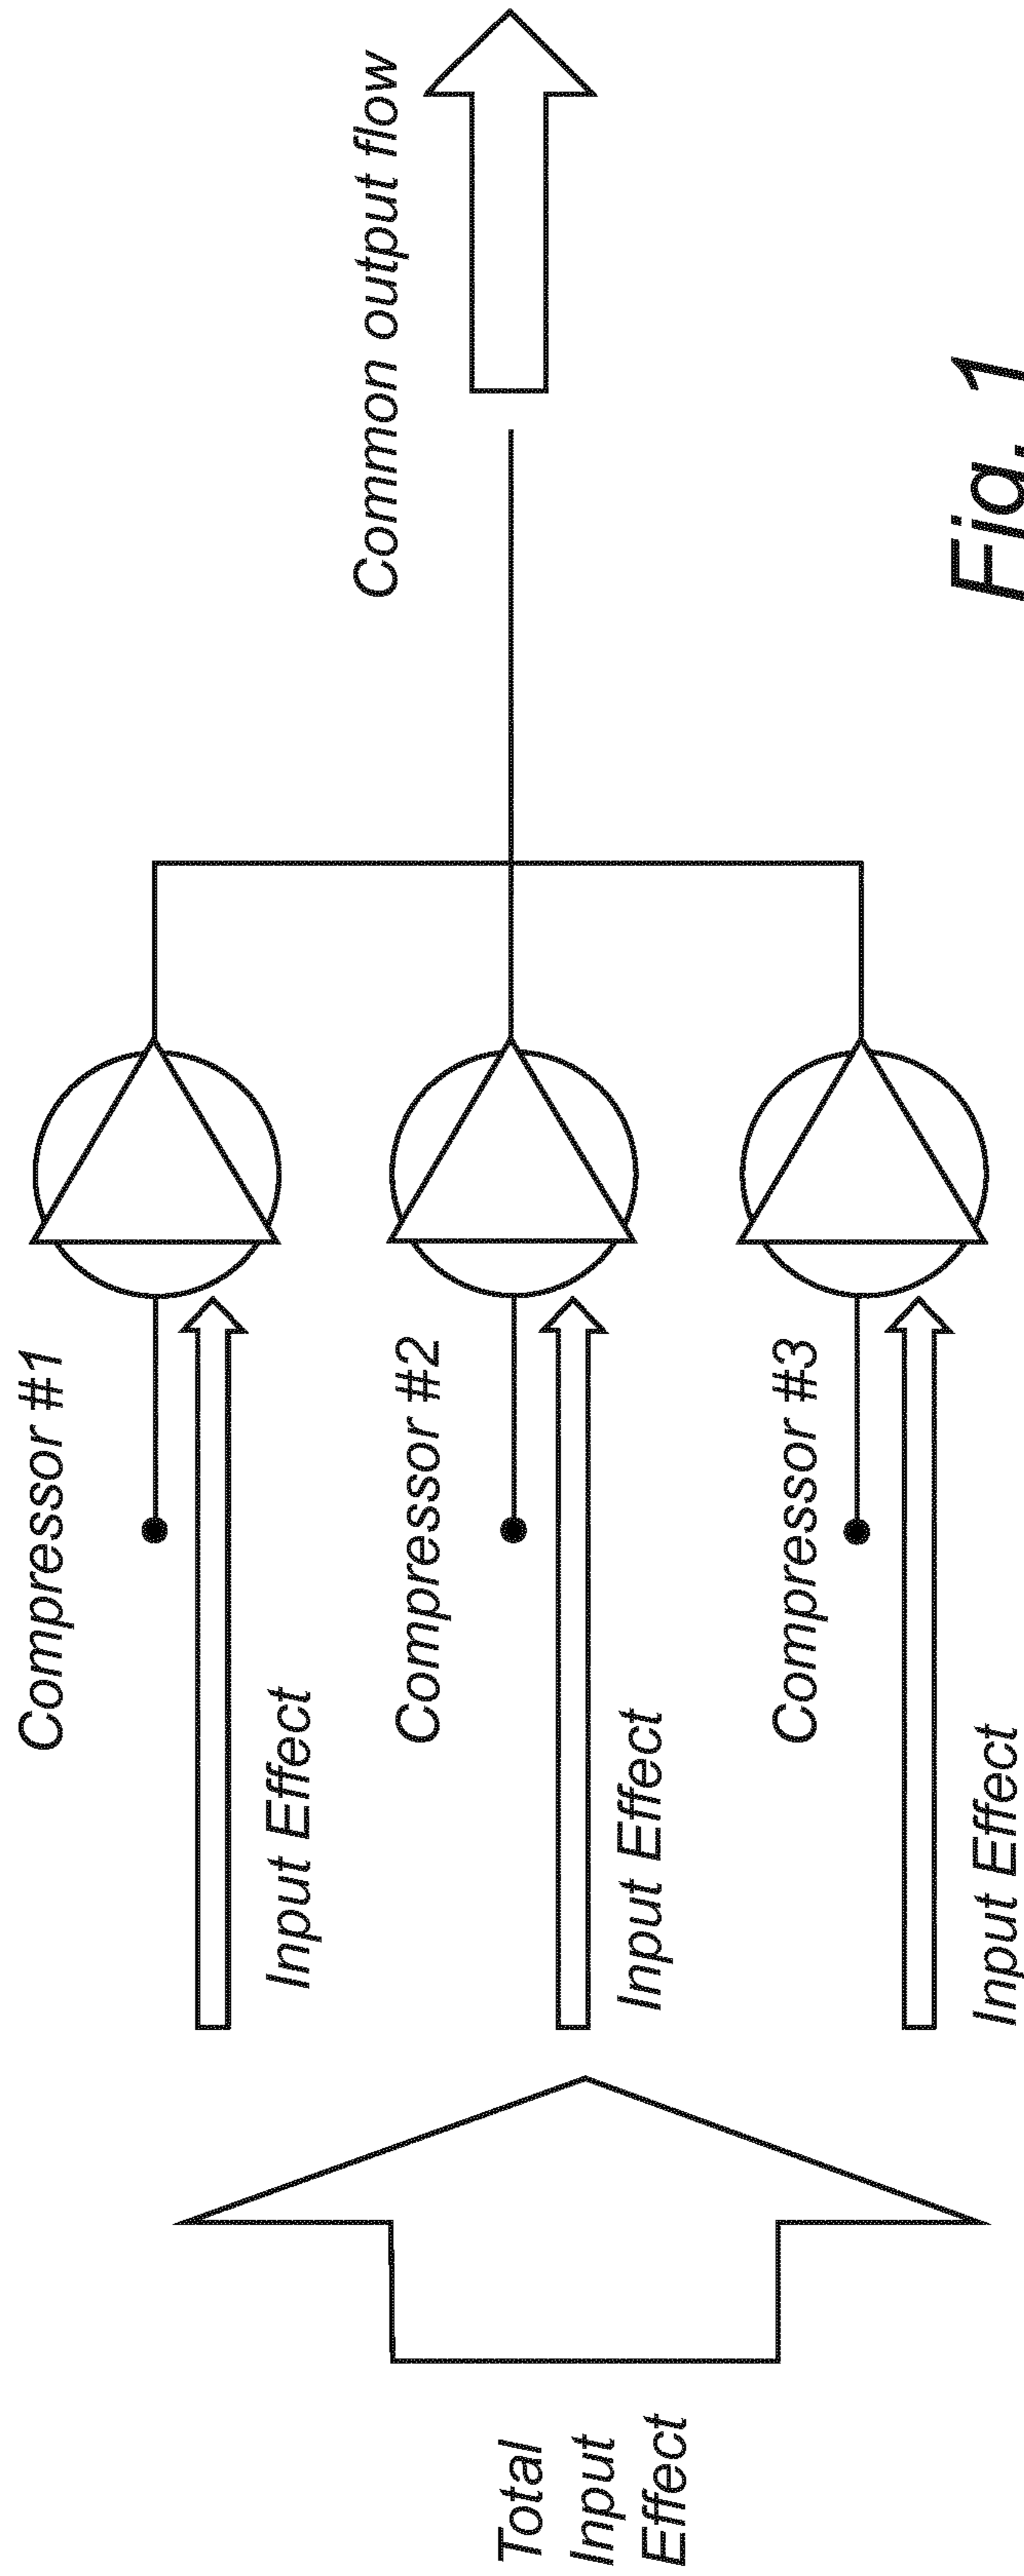 Compressor #1
Input Effect
Compressor #2
Common output flow
Total
Input
Effect
Input Effect
Compressor #3
Input Effect
Fig. 1